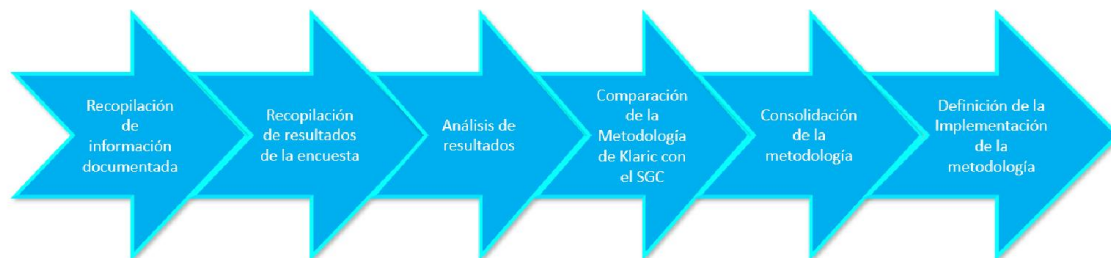 Recopilación
de
información
documentada
Recopilación
de resultados
de la encuesta
Análisis de
resultados
Comparación
de la
Metodología
de Klaric con
el SGC
Consolidación
de la
metodología
Definición de la
Implementación
de la
metodología